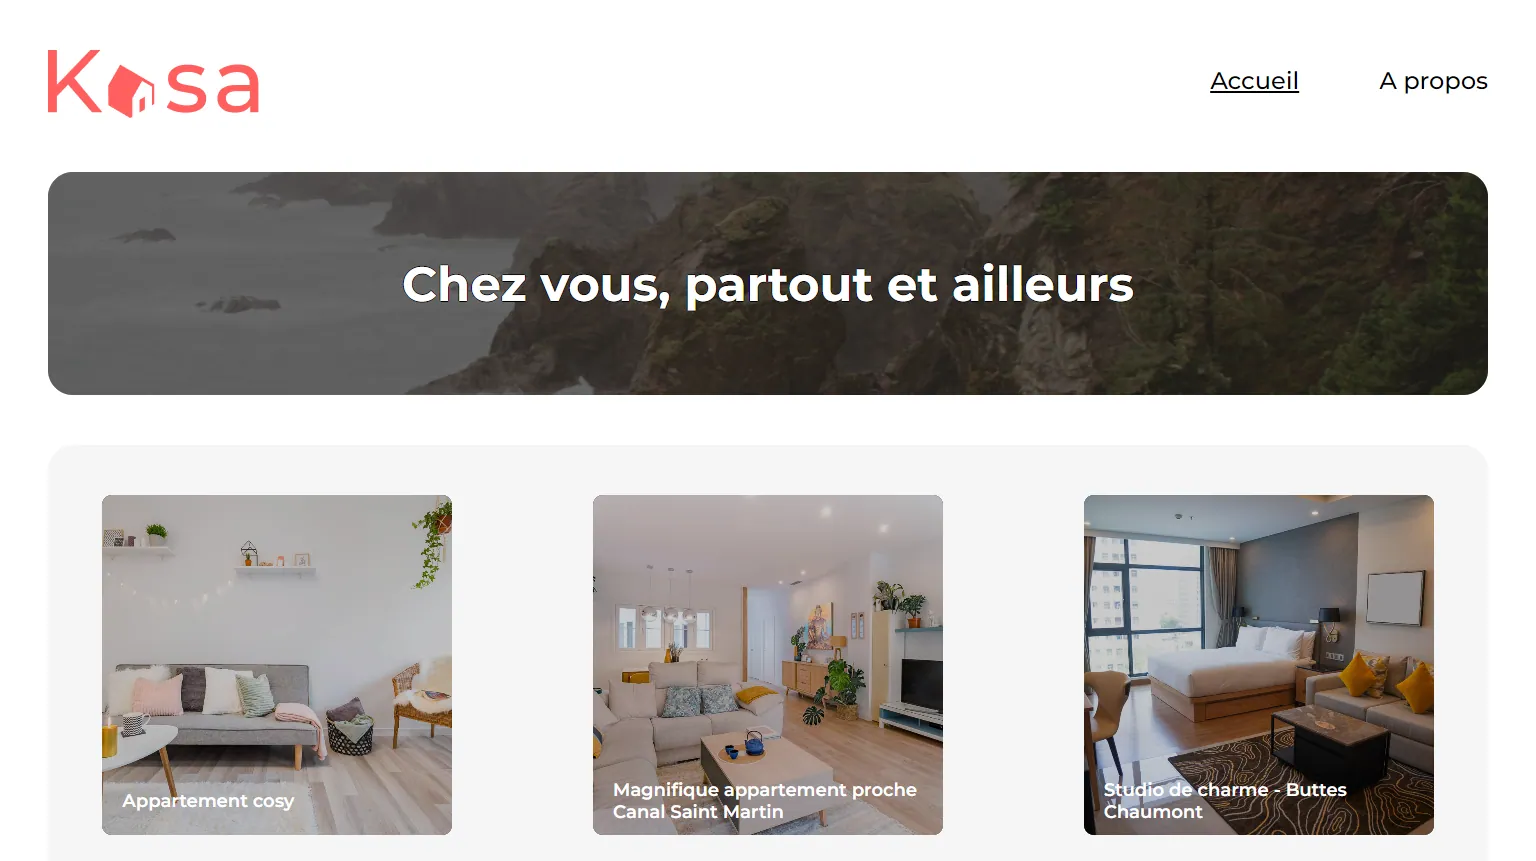 Kasa
Accueil
A propos
Chez vous, partout et ailleurs
Appartement cosy
Magnifique appartement proche
Canal Saint Martin
Studio de charme - Buttes
Chaumont